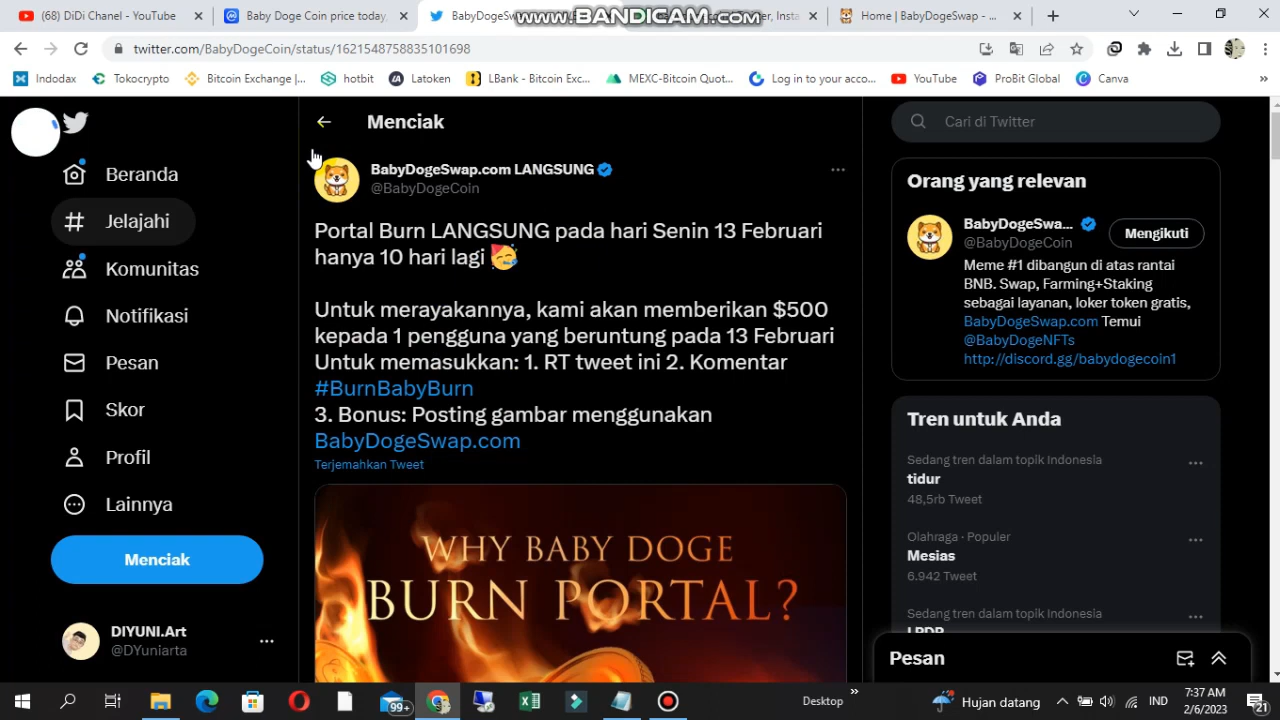 (68) DiDi Chanel - YouTube
Baby Doge Coin price today,
BabyDogeSwap
www.BANDICAM.com
Home | BabyDogeSwap -
twitter.com/BabyDogeCoin/status/1621548758835101698
Indodax
Tokocrypto
Bitcoin Exchange |...
hotbit
Latoken
LBank - Bitcoin Exc...
MEXC-Bitcoin Quot...
Log in to your acco...
YouTube
ProBit Global
Canva
Menciak
Cari di Twitter
Beranda
Jelajahi
Komunitas
Notifikasi
Pesan
Skor
Profil
Lainnya
Menciak
DIYUNI.Art
@DYuniarta
BabyDogeSwap.com LANGSUNG
@BabyDogeCoin
Portal Burn LANGSUNG pada hari Senin 13 Februari
hanya 10 hari lagi 🥳
Untuk merayakannya, kami akan memberikan $500
kepada 1 pengguna yang beruntung pada 13 Februari
Untuk memasukkan: 1. RT tweet ini 2. Komentar
#BurnBabyBurn
3. Bonus: Posting gambar menggunakan
BabyDogeSwap.com
Terjemahkan Tweet
WHY BABY DOGE
BURN PORTAL?
Orang yang relevan
BabyDogeSwa...
@BabyDogeCoin
Mengikuti
Meme #1 dibangun di atas rantai
BNB. Swap, Farming+Staking
sebagai layanan, loker token gratis,
BabyDogeSwap.com Temui
@BabyDogeNFTs
http://discord.gg/babydogecoin1
Tren untuk Anda
Sedang tren dalam topik Indonesia
tidur
48,5rb Tweet
Olahraga · Populer
Mesias
6.942 Tweet
Sedang tren dalam topik Indonesia
LPDP
Pesan
99+
Desktop
Hujan datang
IND
7:37 AM
2/6/2023
21